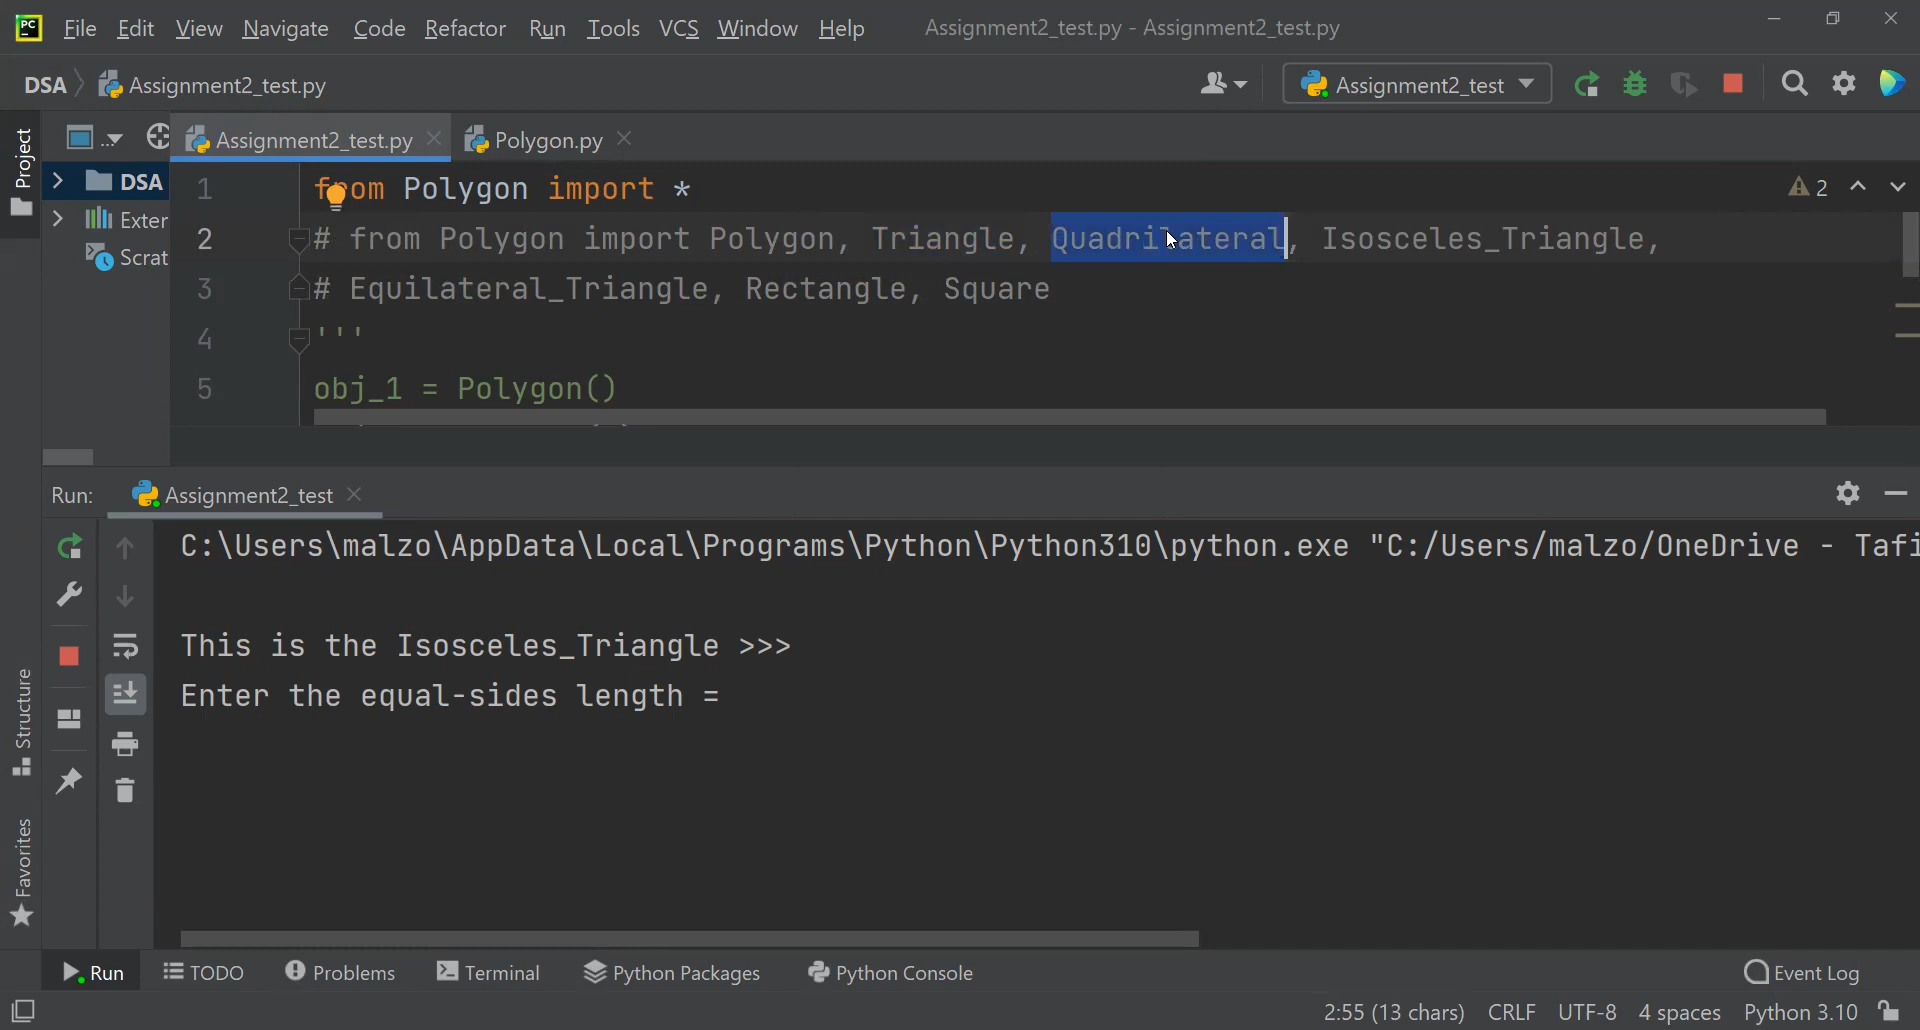 PC File Edit View Navigate Code Refactor Run Tools VCS Window Help Assignment2_test.py - Assignment2_test.py
DSA Assignment2_test.py Assignment2_test
... Assignment2_test.py Polygon.py
Project
DSA
Exter
Scrat
1 from Polygon import * 2
2 # from Polygon import Polygon, Triangle, Quadrilateral, Isosceles_Triangle,
3 # Equilateral_Triangle, Rectangle, Square
4 '''
5 obj_1 = Polygon()
Run: Assignment2_test
C:\Users\malzo\AppData\Local\Programs\Python\Python310\python.exe "C:/Users/malzo/OneDrive - Tafi
This is the Isosceles_Triangle >>>
Enter the equal-sides length =
Structure
Favorites
Run TODO Problems Terminal Python Packages Python Console Event Log
2:55 (13 chars) CRLF UTF-8 4 spaces Python 3.10